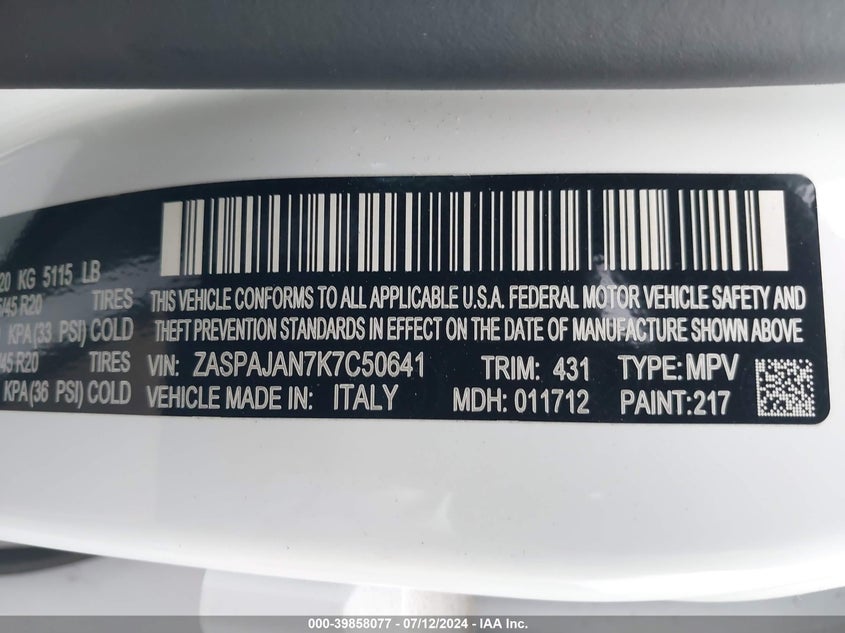 20 KG 5115 LB
/45 R20 TIRES
KPA(33 PSI) COLD
45 R20 TIRES
KPA(36 PSI) COLD
THIS VEHICLE CONFORMS TO ALL APPLICABLE U.S.A. FEDERAL MOTOR VEHICLE SAFETY AND
THEFT PREVENTION STANDARDS IN EFFECT ON THE DATE OF MANUFACTURE SHOWN ABOVE
VIN: ZASPAJAN7K7C50641 TRIM: 431 TYPE: MPV
VEHICLE MADE IN: ITALY MDH: 011712 PAINT:217
000-39858077 - 07/12/2024 - IAA Inc.